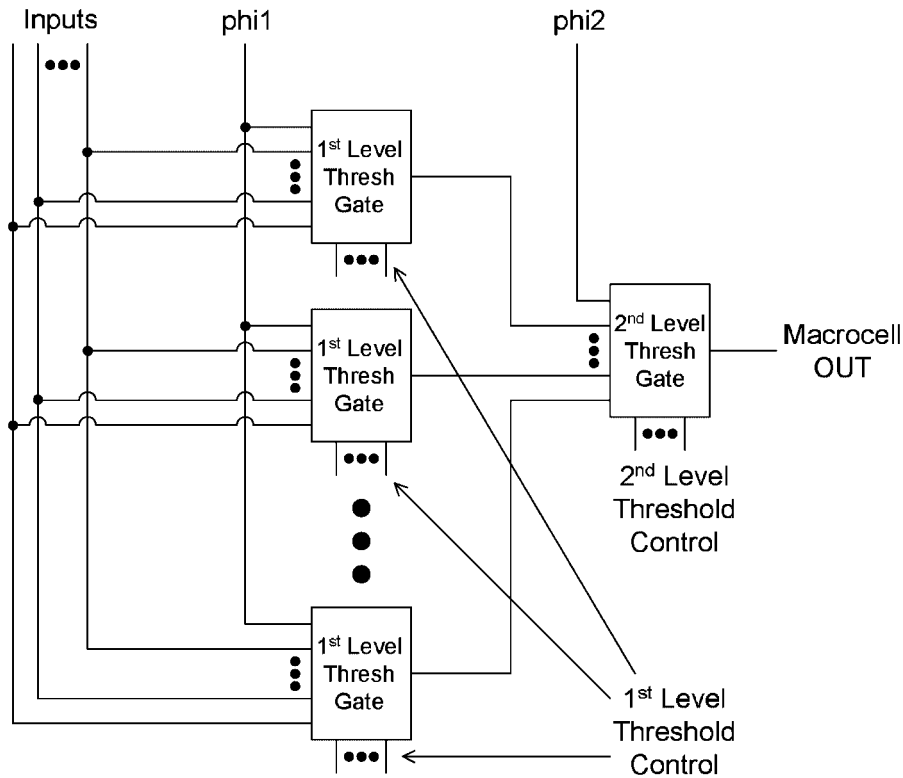 Inputs
phi1
phi2
1st Level
Thresh
Gate
1st Level
Thresh
Gate
2nd Level
Thresh
Gate
Macrocell
OUT
2nd Level
Threshold
Control
1st Level
Thresh
Gate
1st Level
Threshold
Control